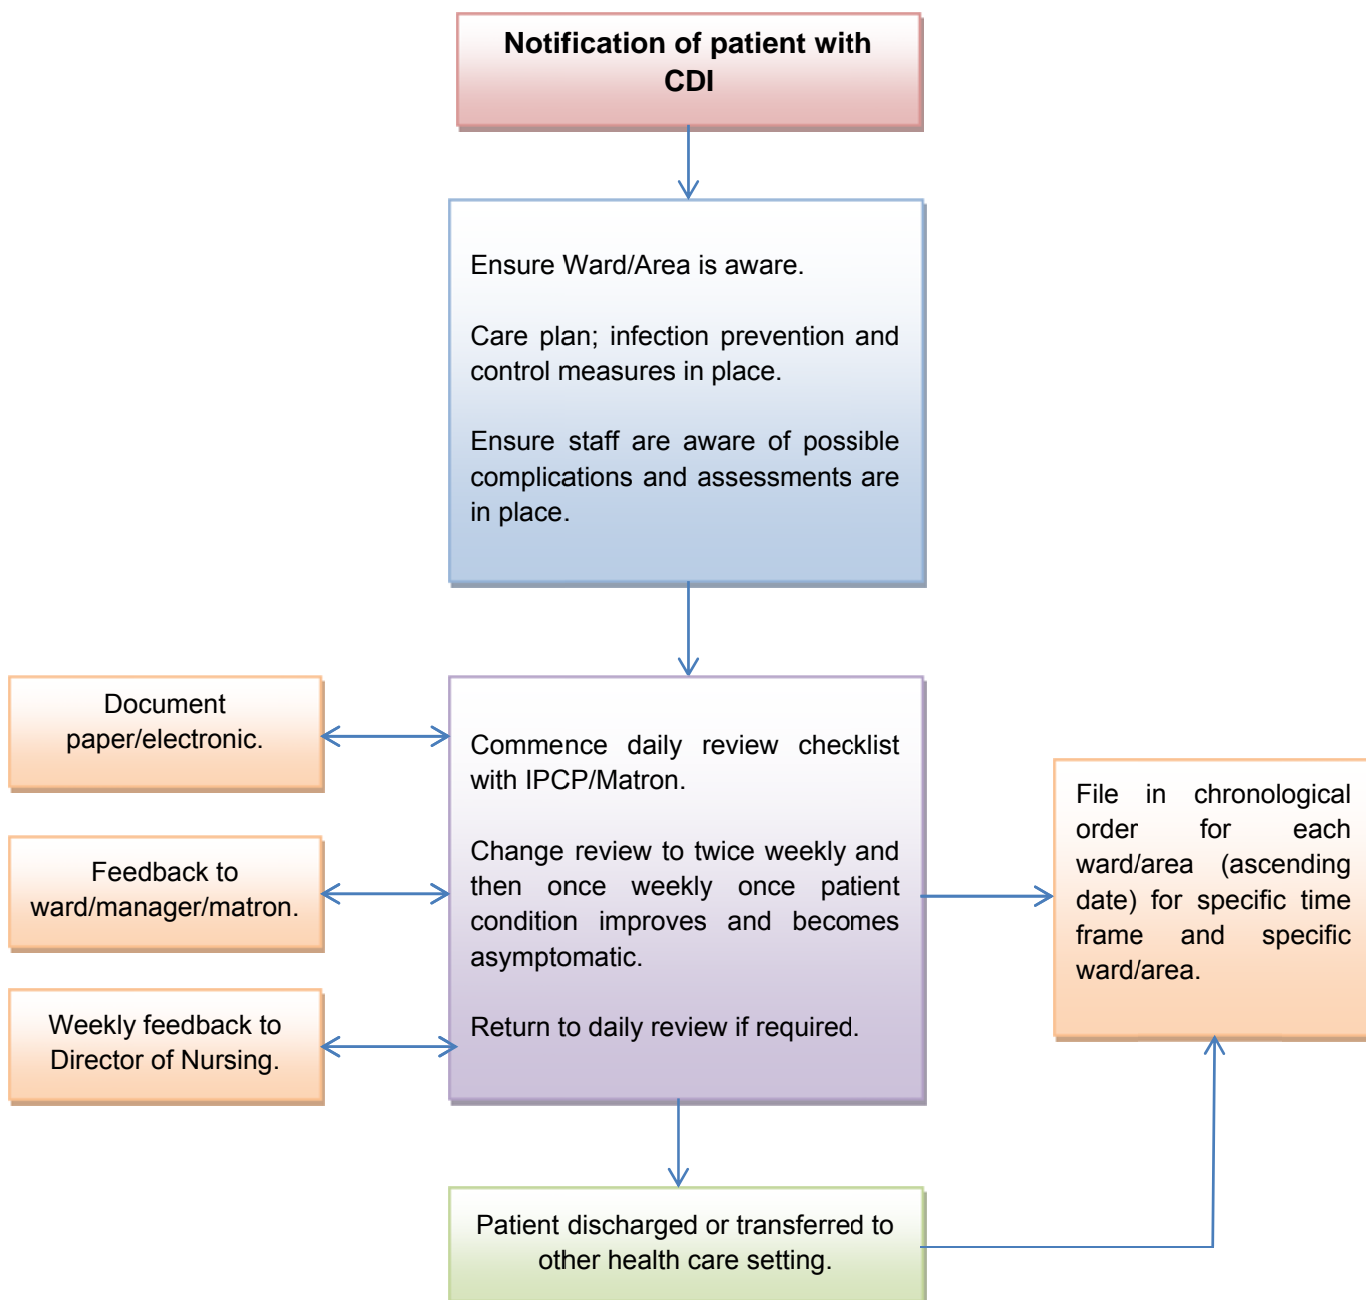 Notification of patient with
CDI
Ensure Ward/Area is aware.
Care plan; infection prevention and
control measures in place.
Ensure staff are aware of possible
complications and assessments are
in place.
Document
paper/electronic.
Feedback to
ward/manager/matron.
Weekly feedback to
Director of Nursing.
Commence daily review checklist
with IPCP/Matron.
Change review to twice weekly and
then once weekly once patient
condition improves and becomes
asymptomatic.
Return to daily review if required.
File in chronological
order for each
ward/area (ascending
date) for specific time
frame and specific
ward/area.
Patient discharged or transferred to
other health care setting.